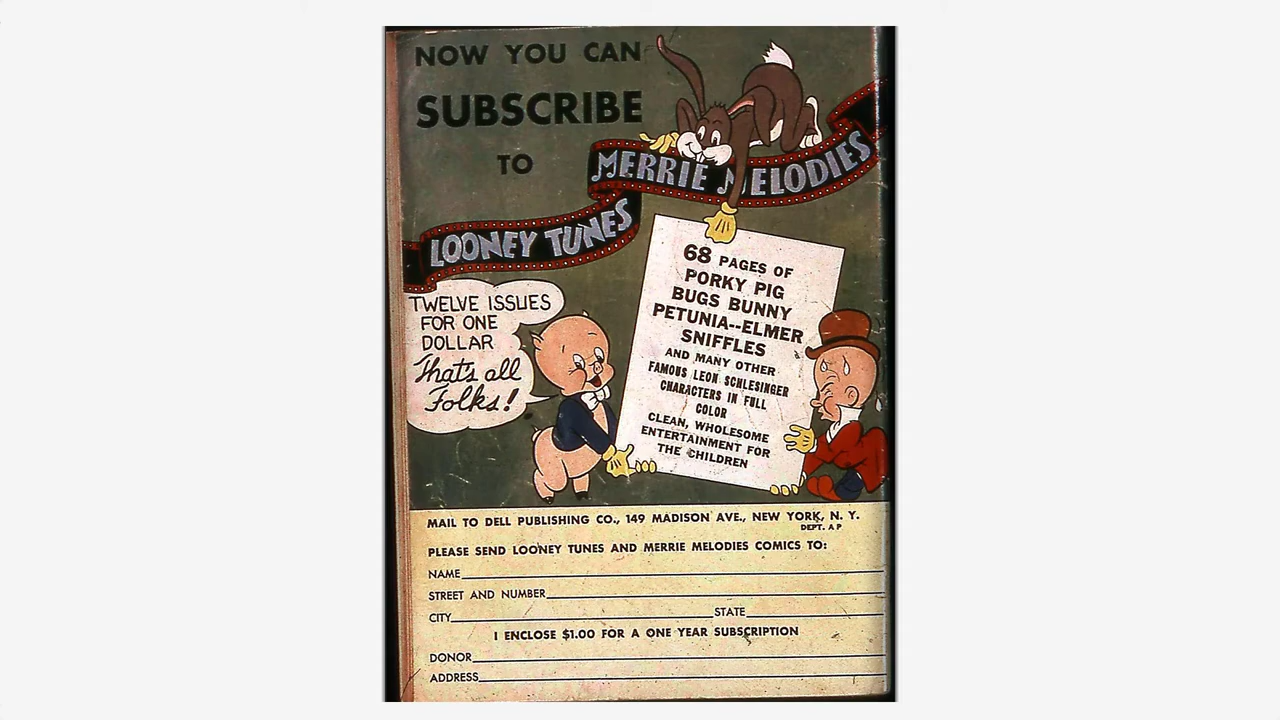 NOW YOU CAN
SUBSCRIBE
TO
MERRIE MELODIES
LOONEY TUNES
TWELVE ISSUES
FOR ONE
DOLLAR
That's all
Folks!
68 PAGES OF
PORKY PIG
BUGS BUNNY
PETUNIA--ELMER
SNIFFLES
AND MANY OTHER
FAMOUS LEON SCHLESINGER
CHARACTERS IN FULL
COLOR
CLEAN, WHOLESOME
ENTERTAINMENT FOR
THE CHILDREN
MAIL TO DELL PUBLISHING CO., 149 MADISON AVE., NEW YORK, N. Y.
DEPT. A P
PLEASE SEND LOONEY TUNES AND MERRIE MELODIES COMICS TO:
NAME
STREET AND NUMBER
CITY STATE
I ENCLOSE $1.00 FOR A ONE YEAR SUBSCRIPTION
DONOR
ADDRESS